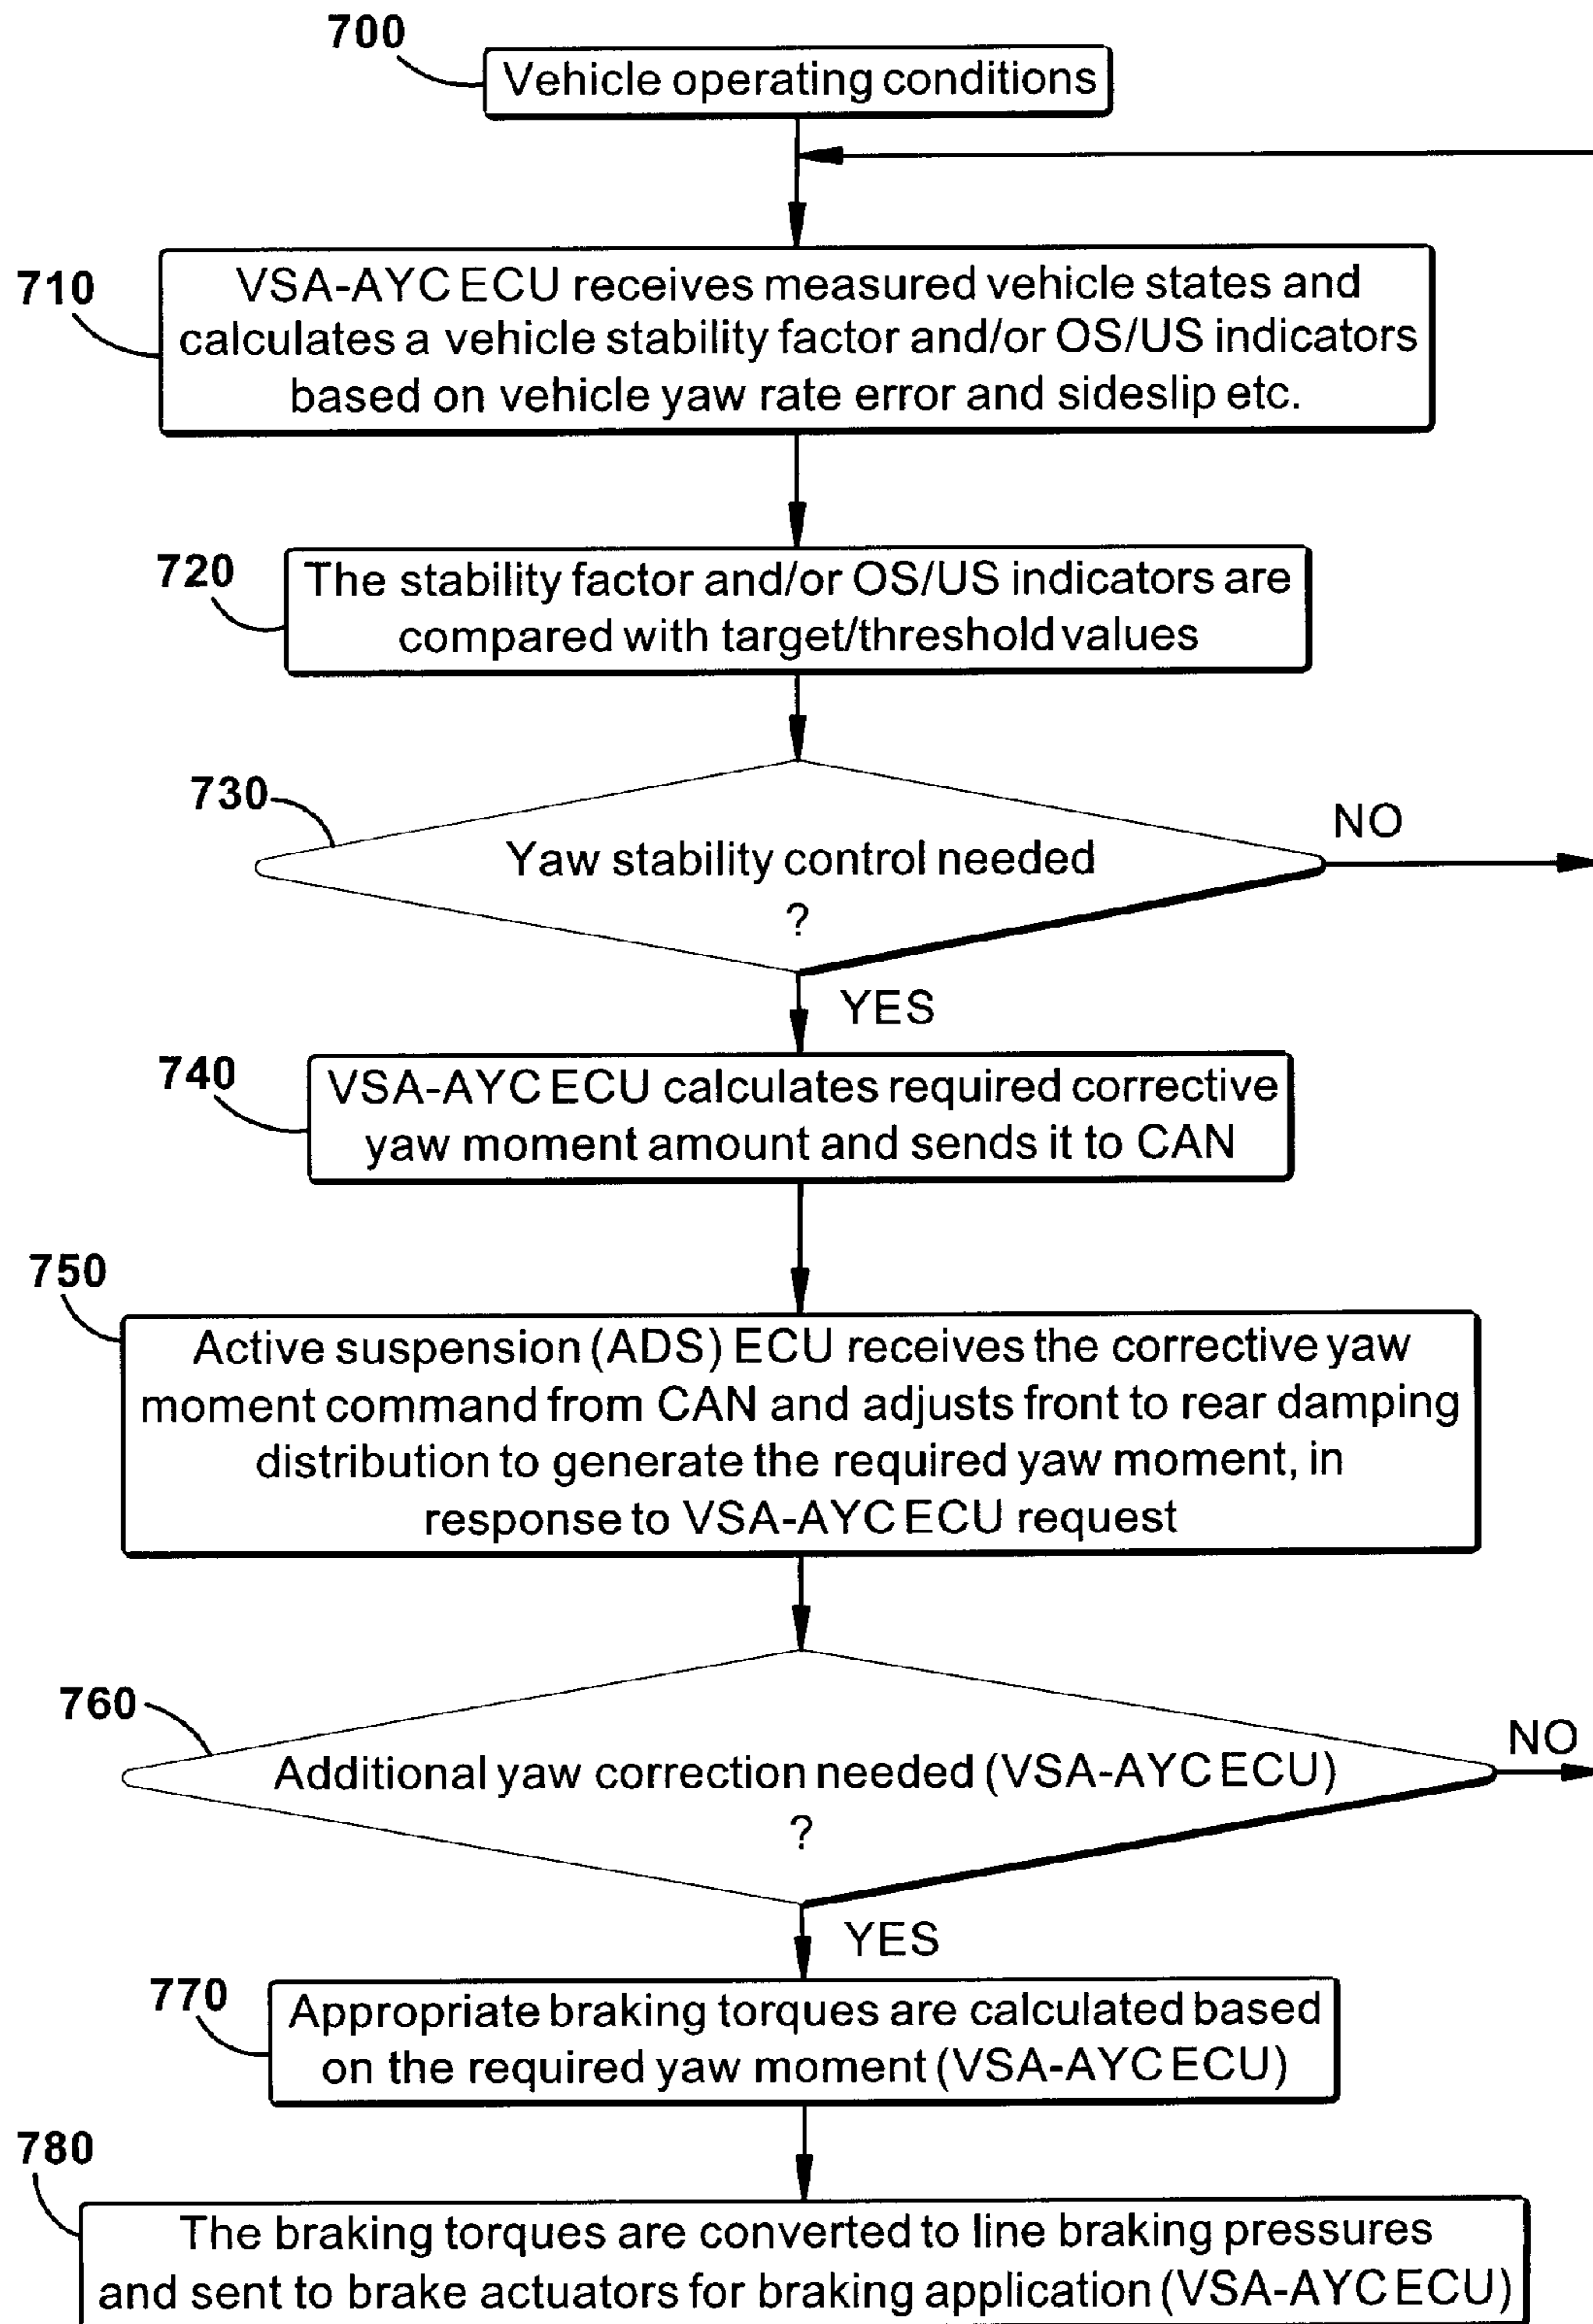 700
Vehicle operating conditions
710
VSA-AYC ECU receives measured vehicle states and
calculates a vehicle stability factor and/or OS/US indicators
based on vehicle yaw rate error and sideslip etc.
720
The stability factor and/or OS/US indicators are
compared with target/threshold values
730
Yaw stability control needed
?
NO
YES
740
VSA-AYC ECU calculates required corrective
yaw moment amount and sends it to CAN
750
Active suspension (ADS) ECU receives the corrective yaw
moment command from CAN and adjusts front to rear damping
distribution to generate the required yaw moment, in
response to VSA-AYC ECU request
760
Additional yaw correction needed (VSA-AYC ECU)
?
NO
YES
770
Appropriate braking torques are calculated based
on the required yaw moment (VSA-AYC ECU)
780
The braking torques are converted to line braking pressures
and sent to brake actuators for braking application (VSA-AYC ECU)